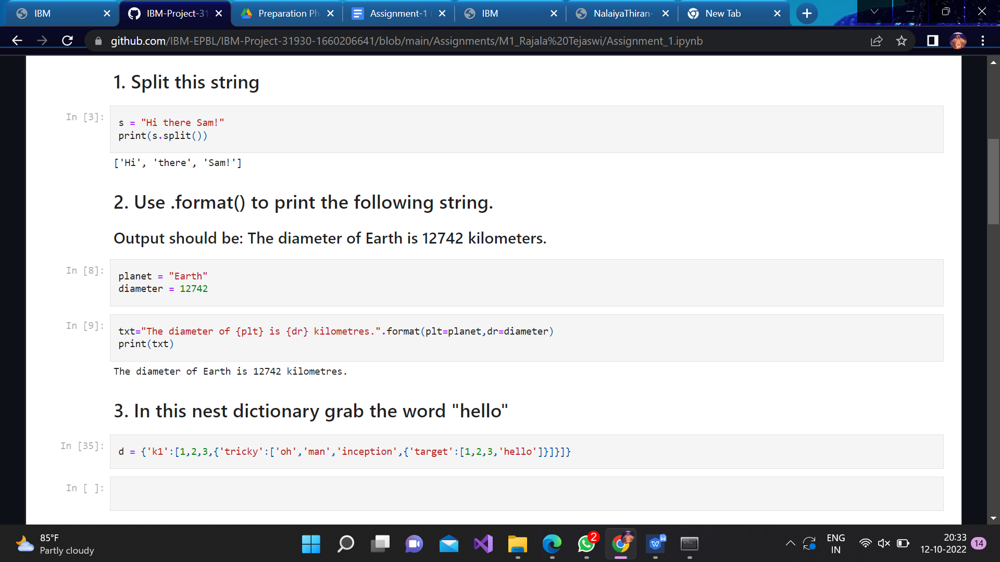 IBM
IBM-Project-31
Preparation Ph
Assignment-1
IBM
NalaiyaThiran-
New Tab
github.com/IBM-EPBL/IBM-Project-31930-1660206641/blob/main/Assignments/M1_Rajala%20Tejaswi/Assignment_1.ipynb
1. Split this string
In [3]:
s = "Hi there Sam!"
print(s.split())
['Hi', 'there', 'Sam!']
2. Use .format() to print the following string.
Output should be: The diameter of Earth is 12742 kilometers.
In [8]:
planet = "Earth"
diameter = 12742
In [9]:
txt="The diameter of {plt} is {dr} kilometres.".format(plt=planet,dr=diameter)
print(txt)
The diameter of Earth is 12742 kilometres.
3. In this nest dictionary grab the word "hello"
In [35]:
d = {'k1':[1,2,3,{'tricky':['oh','man','inception',{'target':[1,2,3,'hello']}]}]}
In [ ]:
85°F
Partly cloudy
2
ENG
IN
20:33
12-10-2022
14